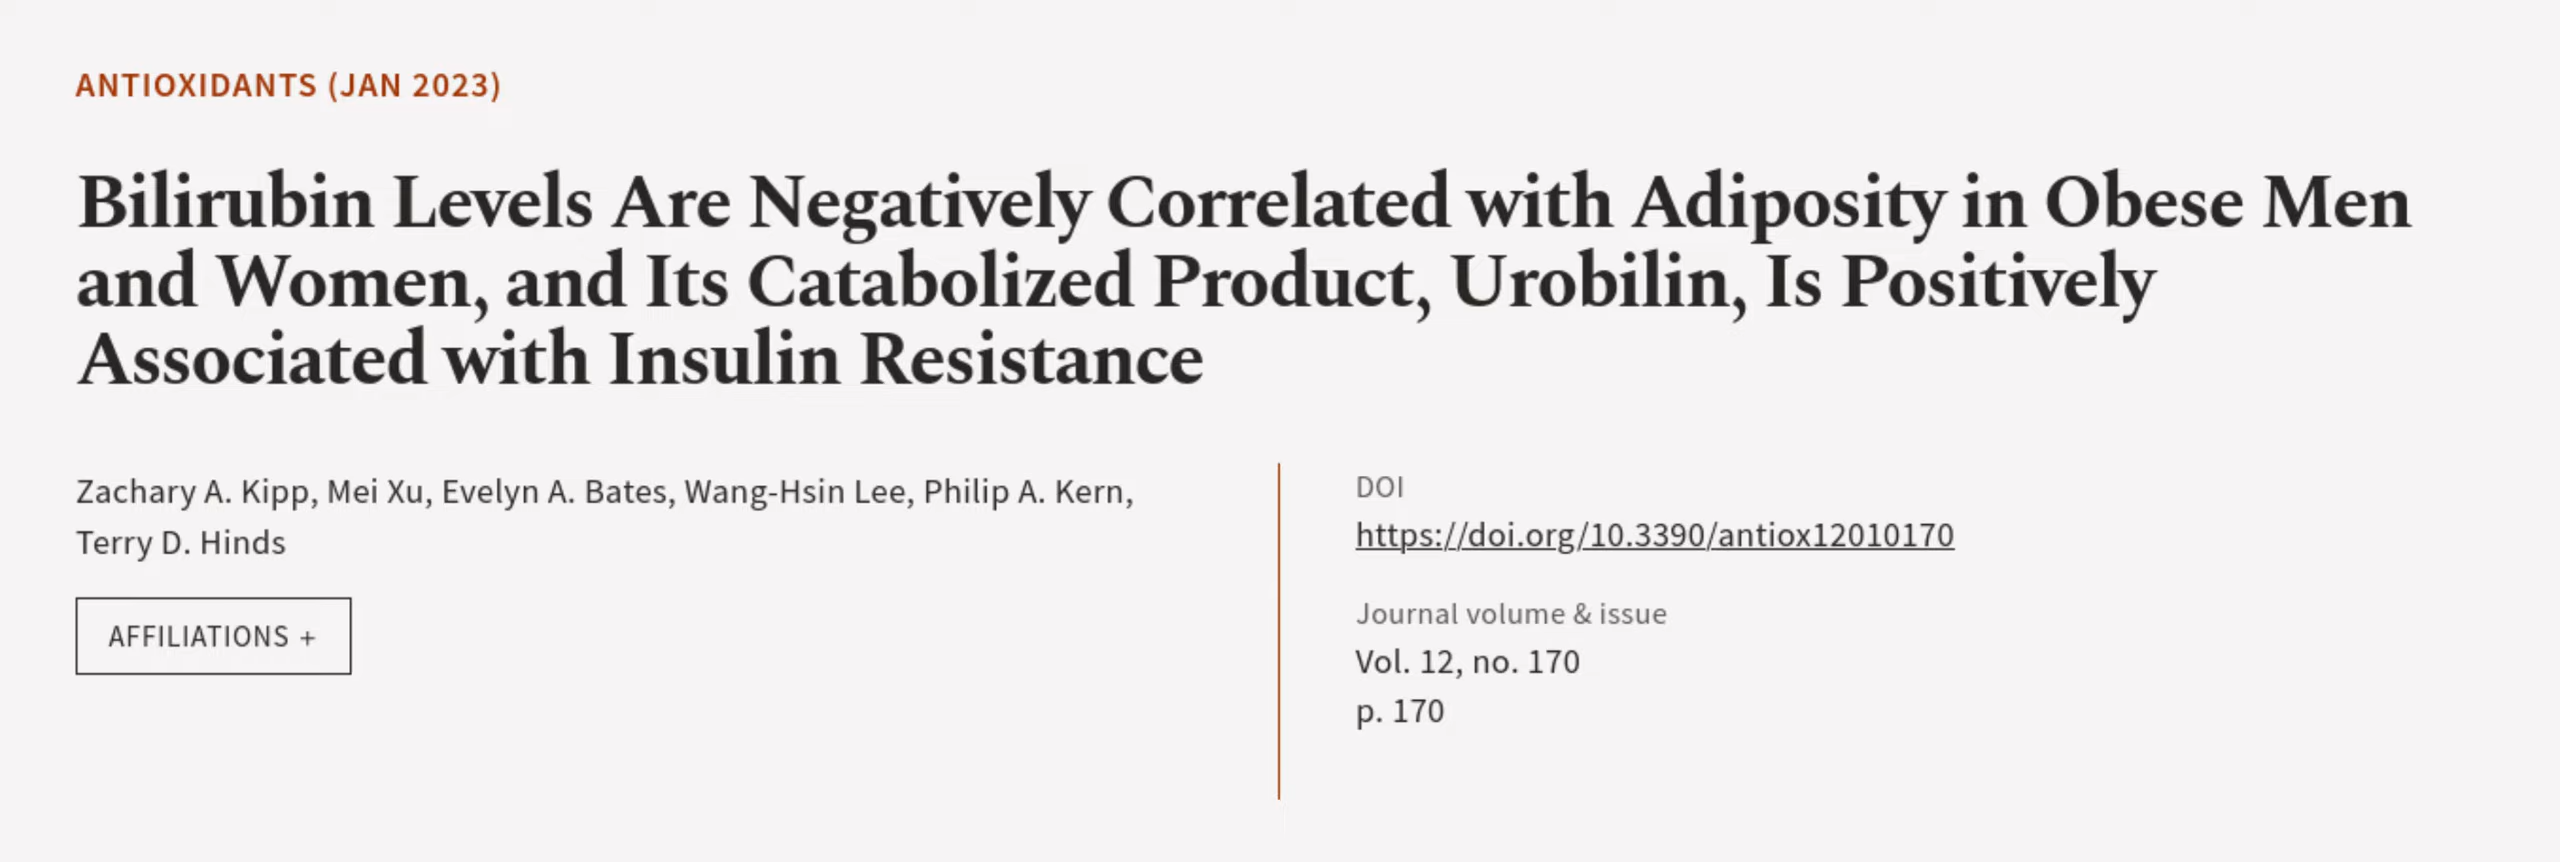 ANTIOXIDANTS (JAN 2023)
Bilirubin Levels Are Negatively Correlated with Adiposity in Obese Men
and Women, and Its Catabolized Product, Urobilin, Is Positively
Associated with Insulin Resistance
Zachary A. Kipp, Mei Xu, Evelyn A. Bates, Wang-Hsin Lee, Philip A. Kern,
Terry D. Hinds
AFFILIATIONS +
DOI
https://doi.org/10.3390/antiox12010170
Journal volume & issue
Vol. 12, no. 170
p. 170